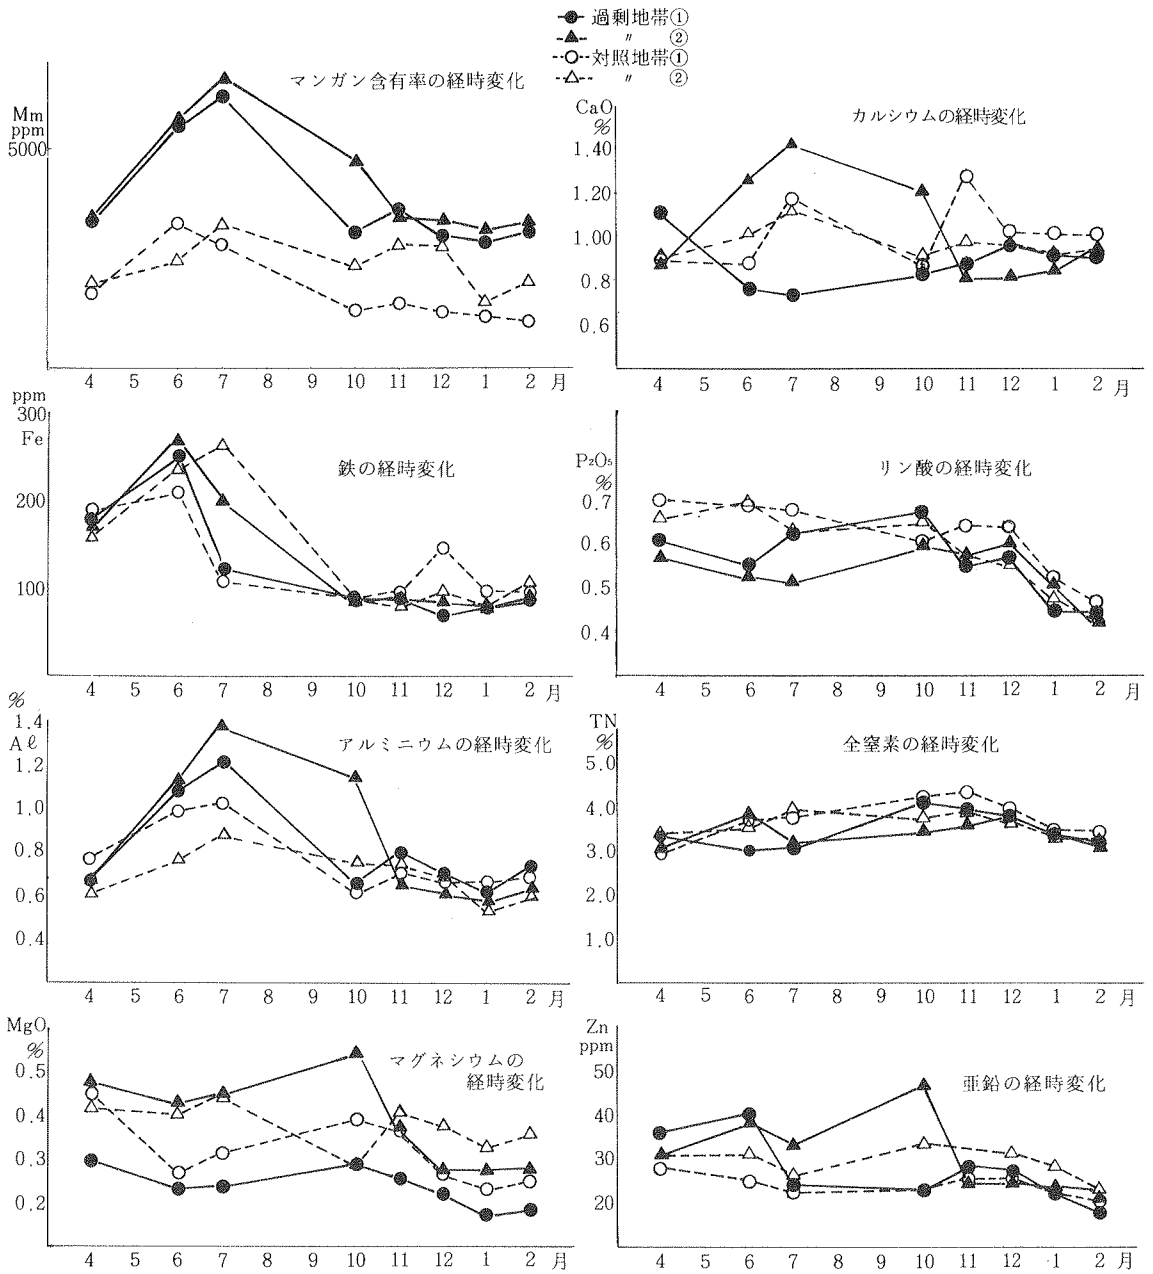 過剰地帯①
〃 ②
対照地帯①
〃 ②
マンガン含有率の経時変化
Mm
ppm
5000
4 5 6 7 8 9 10 11 12 1 2 月
カルシウムの経時変化
CaO
%
1.40
1.20
1.00
0.8
0.6
4 5 6 7 8 9 10 11 12 1 2 月
鉄の経時変化
ppm
300
Fe
200
100
4 5 6 7 8 9 10 11 12 1 2 月
リン酸の経時変化
P₂O₅
%
0.7
0.6
0.5
0.4
4 5 6 7 8 9 10 11 12 1 2 月
アルミニウムの経時変化
%
1.4
Aℓ
1.2
1.0
0.8
0.6
0.4
4 5 6 7 8 9 10 11 12 1 2 月
全窒素の経時変化
TN
%
5.0
4.0
3.0
2.0
1.0
4 5 6 7 8 9 10 11 12 1 2 月
マグネシウムの
経時変化
MgO
%
0.5
0.4
0.3
0.2
4 5 6 7 8 9 10 11 12 1 2 月
亜鉛の経時変化
Zn
ppm
50
40
30
20
4 5 6 7 8 9 10 11 12 1 2 月